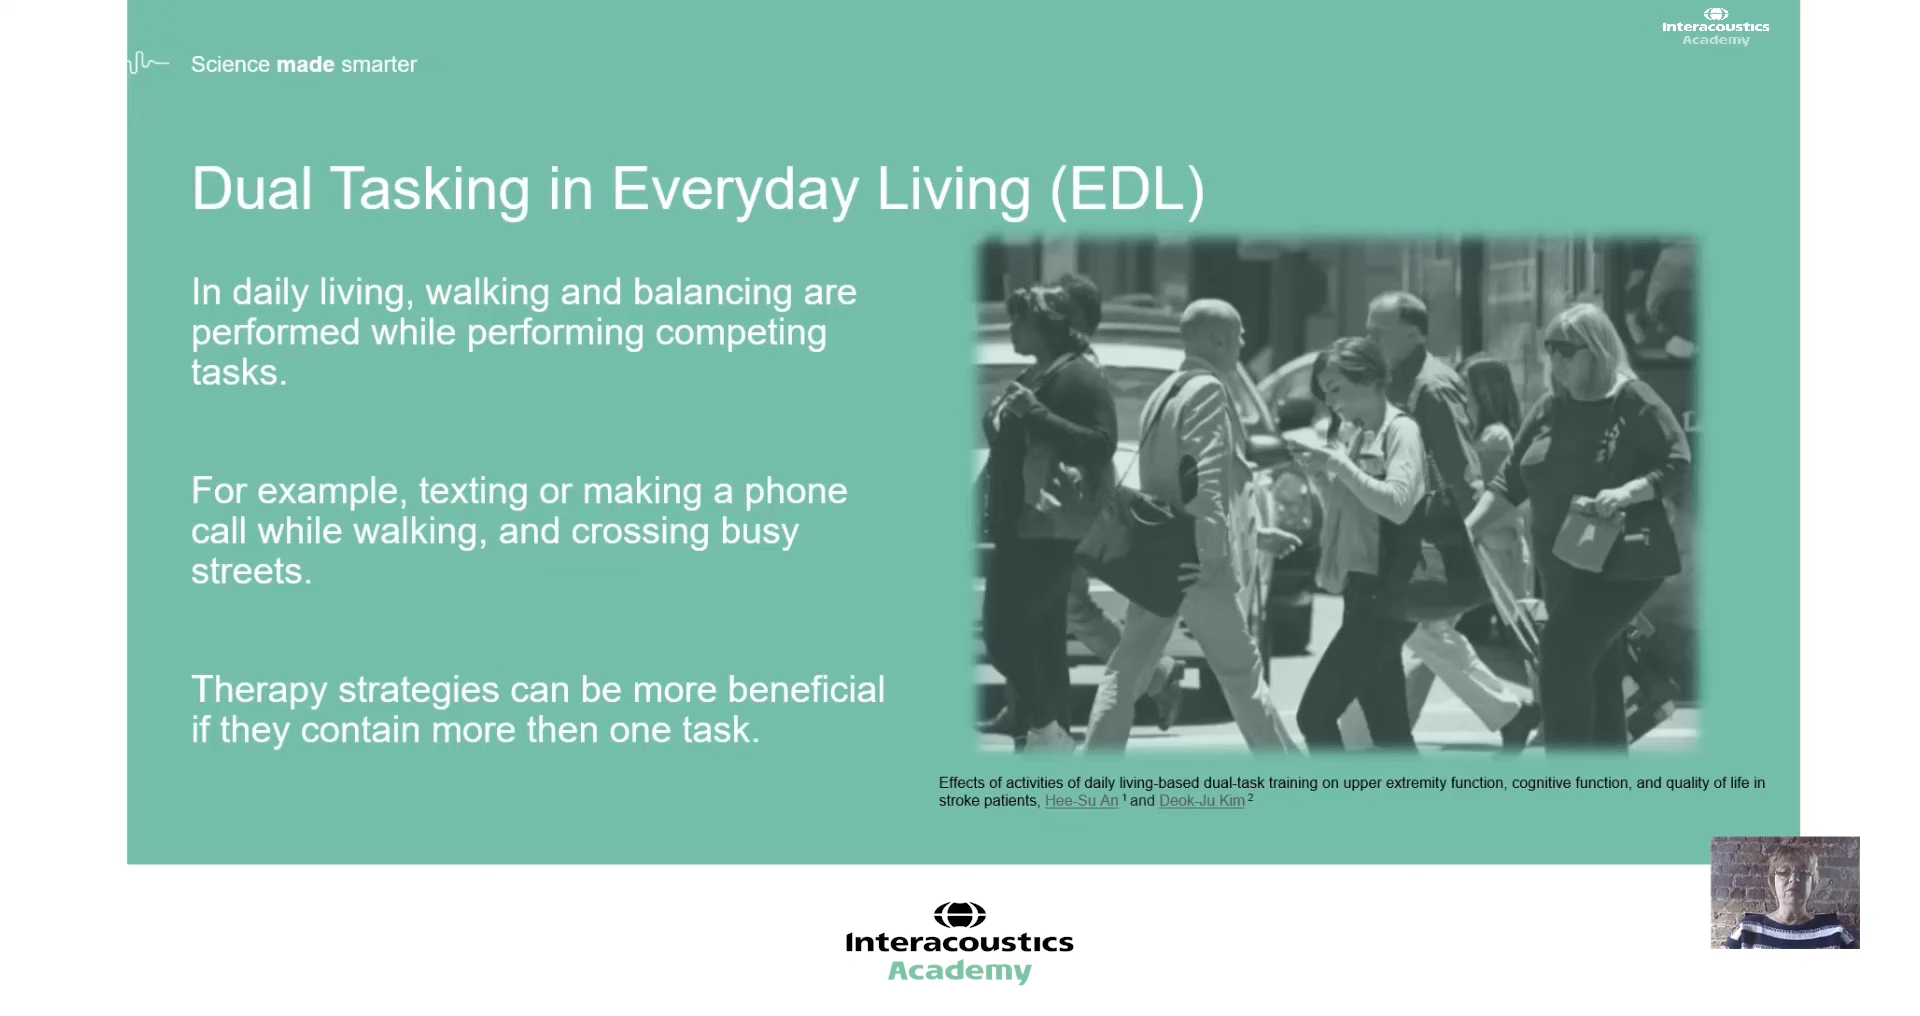 Interacoustics
Academy
Science made smarter
Dual Tasking in Everyday Living (EDL)
In daily living, walking and balancing are
performed while performing competing
tasks.
For example, texting or making a phone
call while walking, and crossing busy
streets.
Therapy strategies can be more beneficial
if they contain more then one task.
Effects of activities of daily living-based dual-task training on upper extremity function, cognitive function, and quality of life in
stroke patients, Hee-Su An 1 and Deok-Ju Kim 2
Interacoustics
Academy